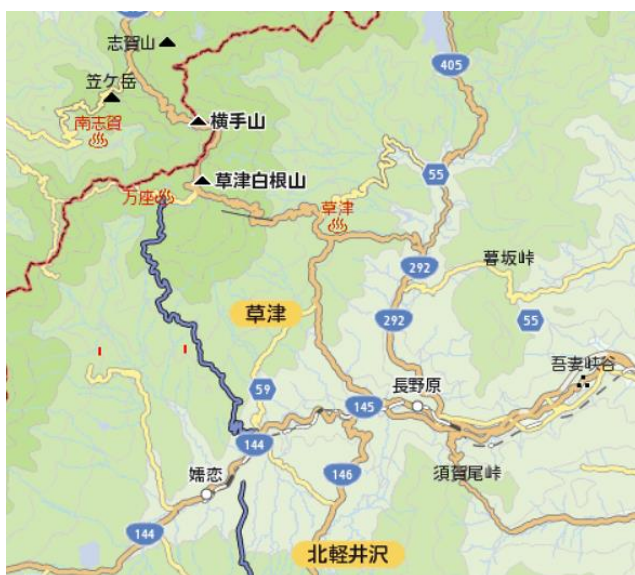 志賀山
笠ケ岳
405
南志賀
横手山
草津白根山
55
万座
草津
292
暮坂峠
草津
292
55
吾妻峡谷
59
長野原
145
144
嬬恋
146
須賀尾峠
144
北軽井沢